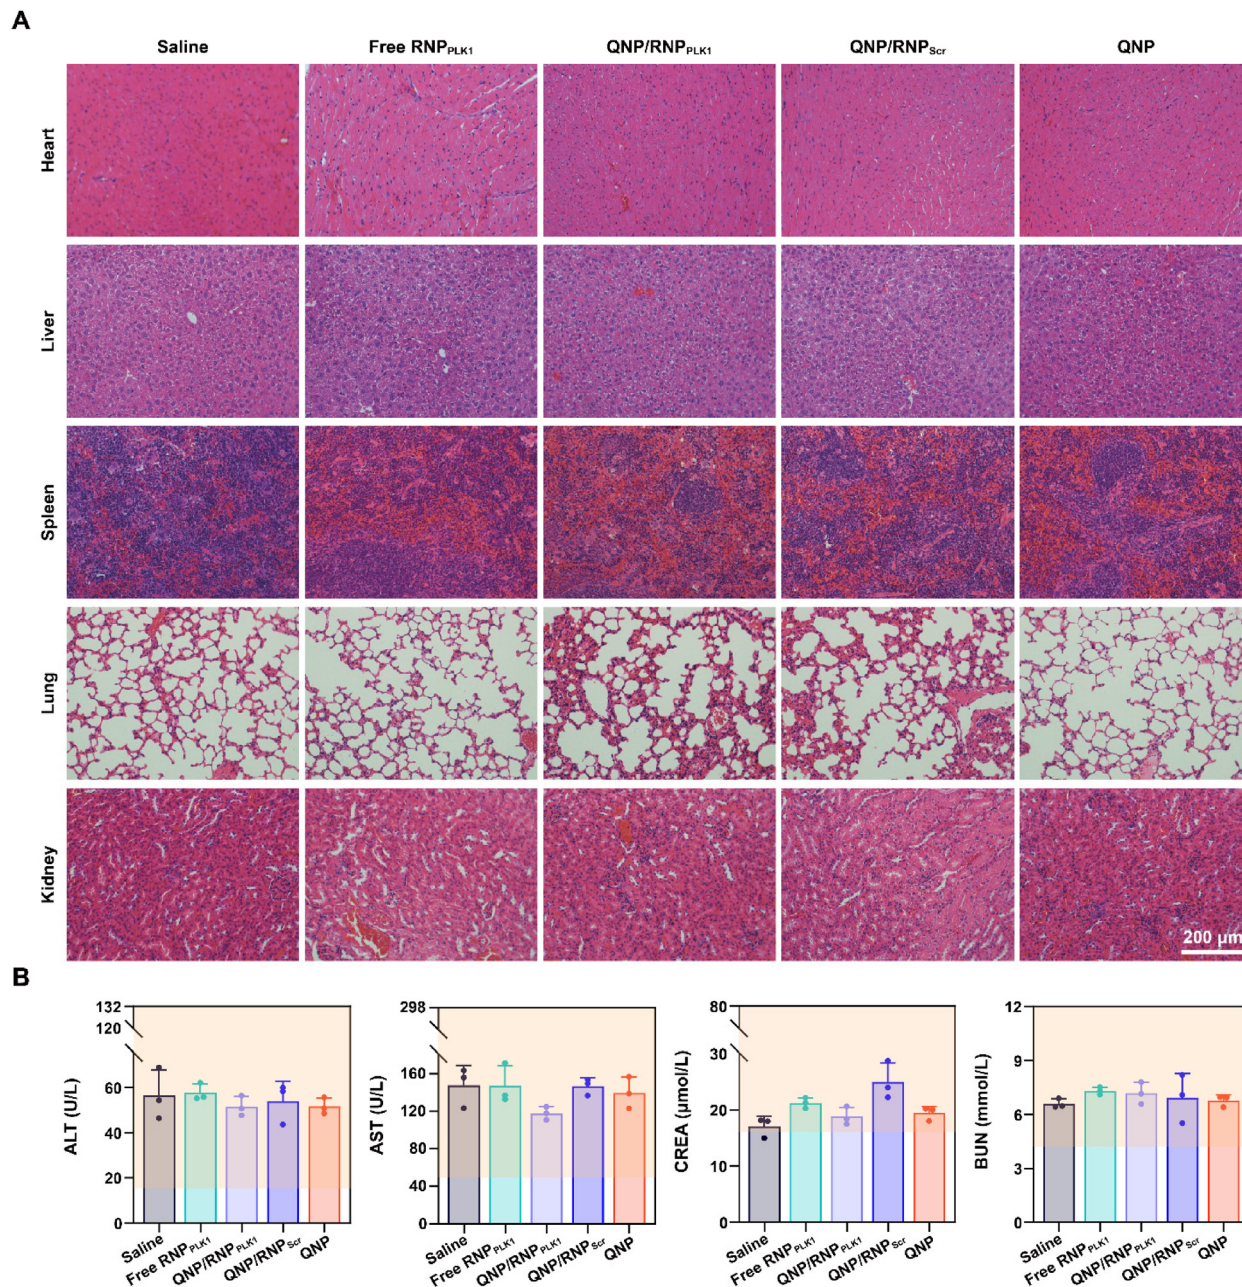 A
Saline Free RNPPLK1 QNP/RNPPLK1 QNP/RNPScr QNP
Heart
Liver
Spleen
Lung
Kidney
200 μm
B
ALT (U/L)
132
120
60
40
20
0
Saline
Free RNPPLK1
QNP/RNPPLK1
QNP/RNPScr
QNP
AST (U/L)
298
160
120
80
40
0
Saline
Free RNPPLK1
QNP/RNPPLK1
QNP/RNPScr
QNP
CREA (μmol/L)
80
30
20
10
0
Saline
Free RNPPLK1
QNP/RNPPLK1
QNP/RNPScr
QNP
BUN (mmol/L)
12
9
6
3
0
Saline
Free RNPPLK1
QNP/RNPPLK1
QNP/RNPScr
QNP